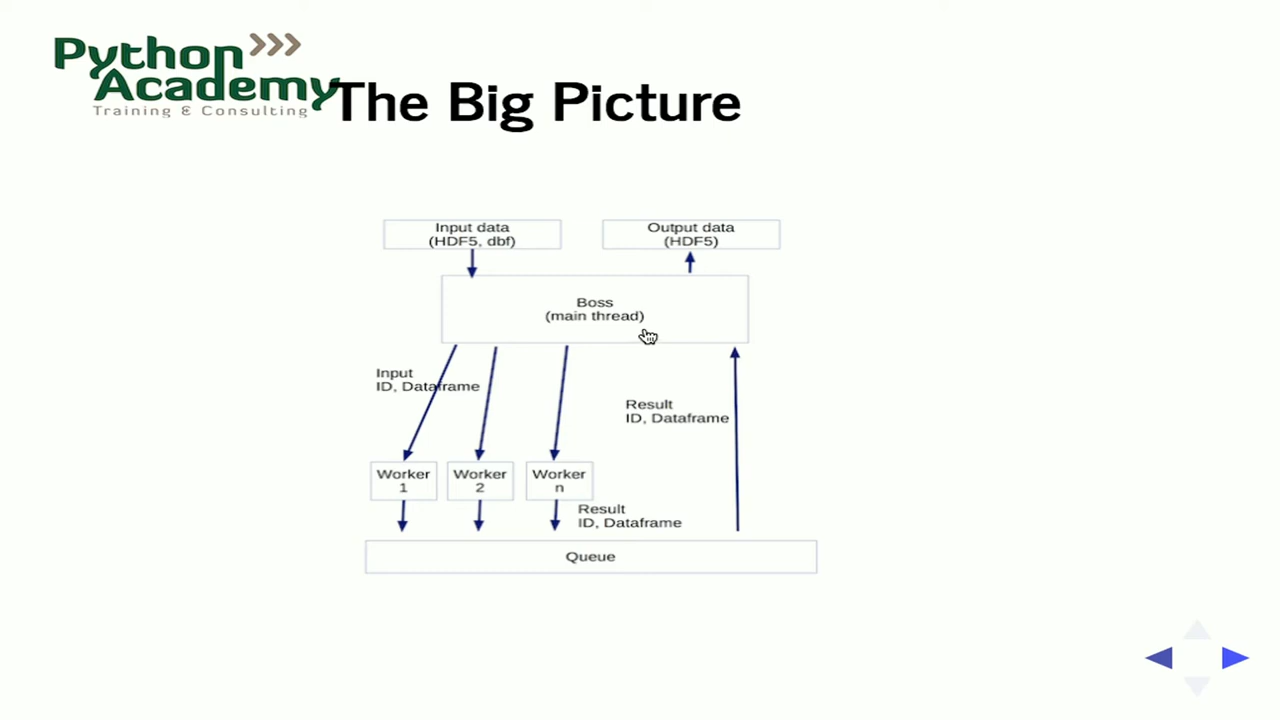 Python
Academy
Training & Consulting
The Big Picture
Input data
(HDF5, dbf)
Output data
(HDF5)
Boss
(main thread)
Input
ID, Dataframe
Result
ID, Dataframe
Worker
1
Worker
2
Worker
n
Result
ID, Dataframe
Queue